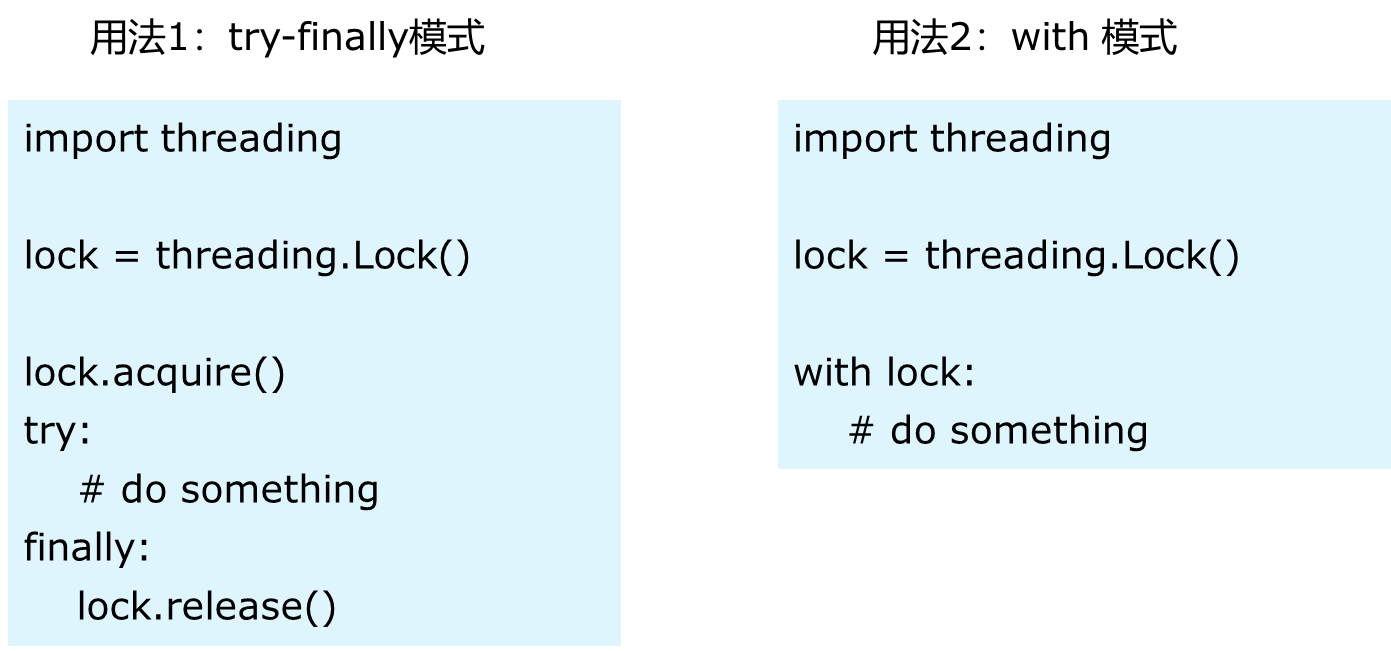 用法1：try-finally模式
import threading
lock = threading.Lock()
lock.acquire()
try:
# do something
finally:
lock.release()
用法2：with 模式
import threading
lock = threading.Lock()
with lock:
# do something